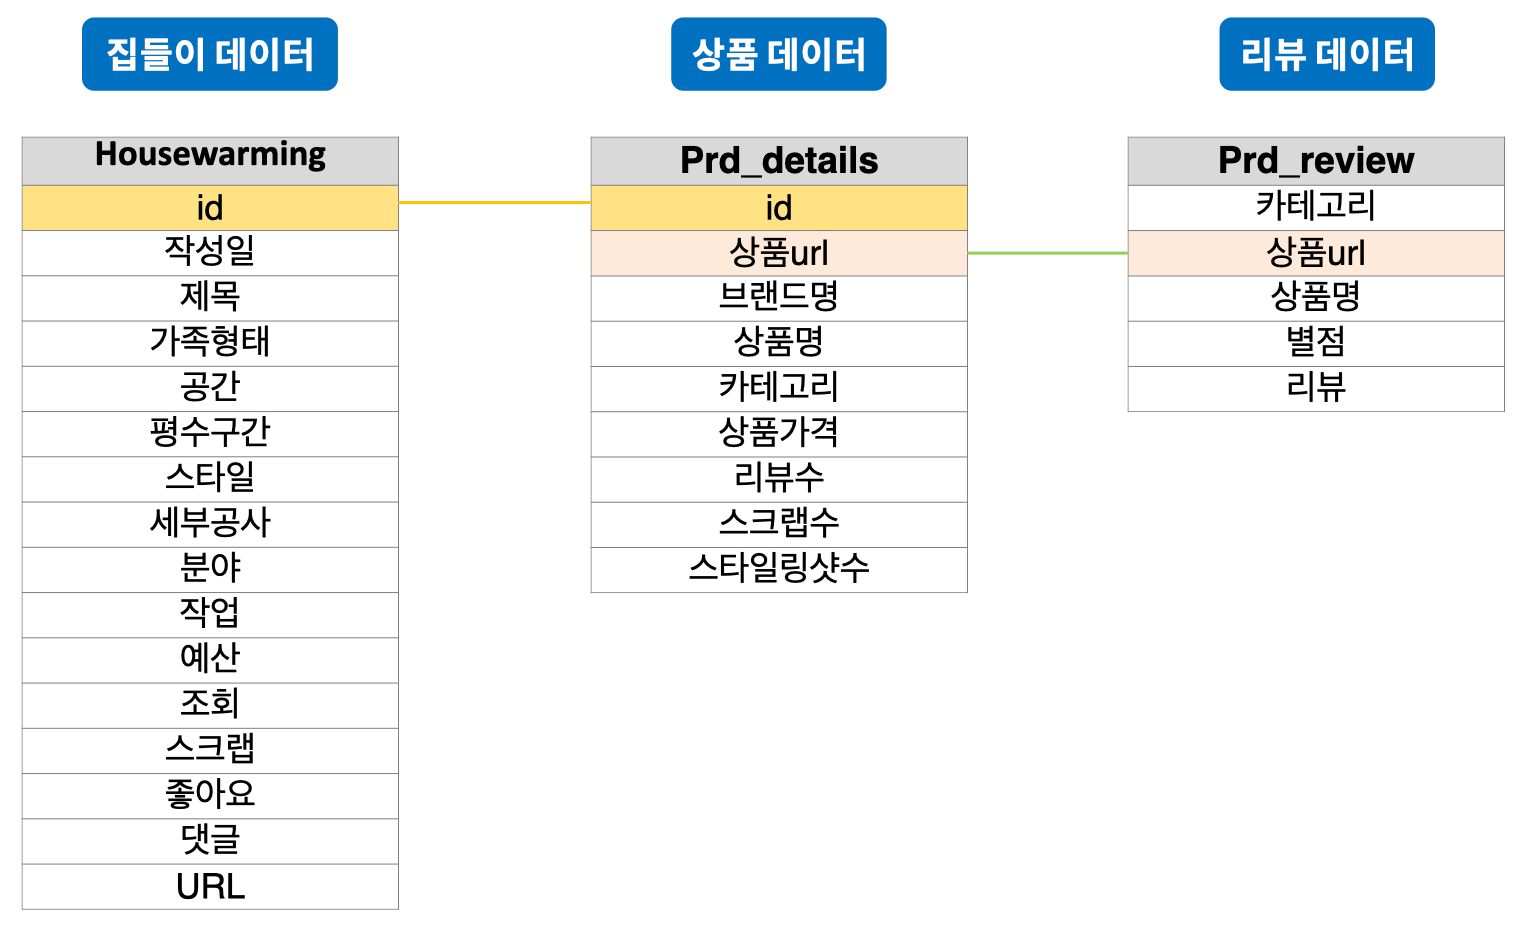 집들이 데이터
상품 데이터
리뷰 데이터
Housewarming
id
작성일
제목
가족형태
공간
평수구간
스타일
세부공사
분야
작업
예산
조회
스크랩
좋아요
댓글
URL
Prd_details
id
상품url
브랜드명
상품명
카테고리
상품가격
리뷰수
스크랩수
스타일링샷수
Prd_review
카테고리
상품url
상품명
별점
리뷰